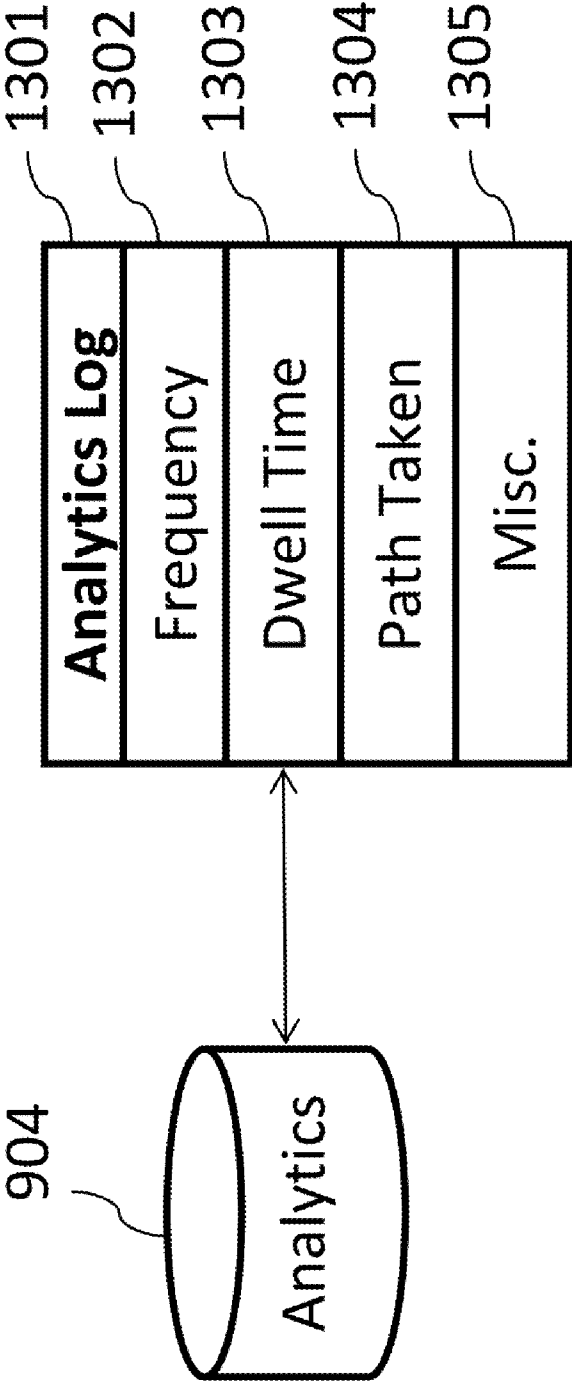 904
Analytics
Analytics Log
1301
Frequency
1302
Dwell Time
1303
Path Taken
1304
Misc.
1305